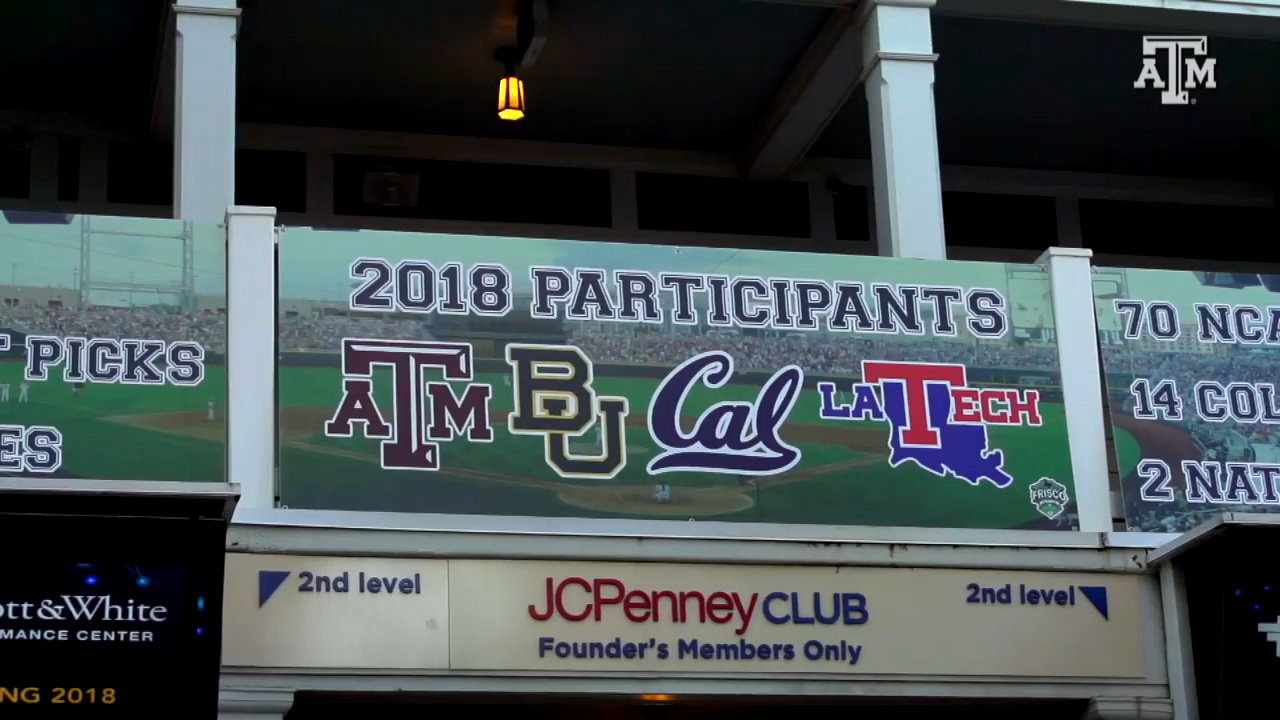 ATM
2018 PARTICIPANTS
PICKS
ES
ATM BU Cal LA TECH
FRISCO
70 NCA
14 COL
2 NAT
2nd level
JCPenney CLUB
2nd level
Founder's Members Only
ott & White
MANCE CENTER
NG 2018